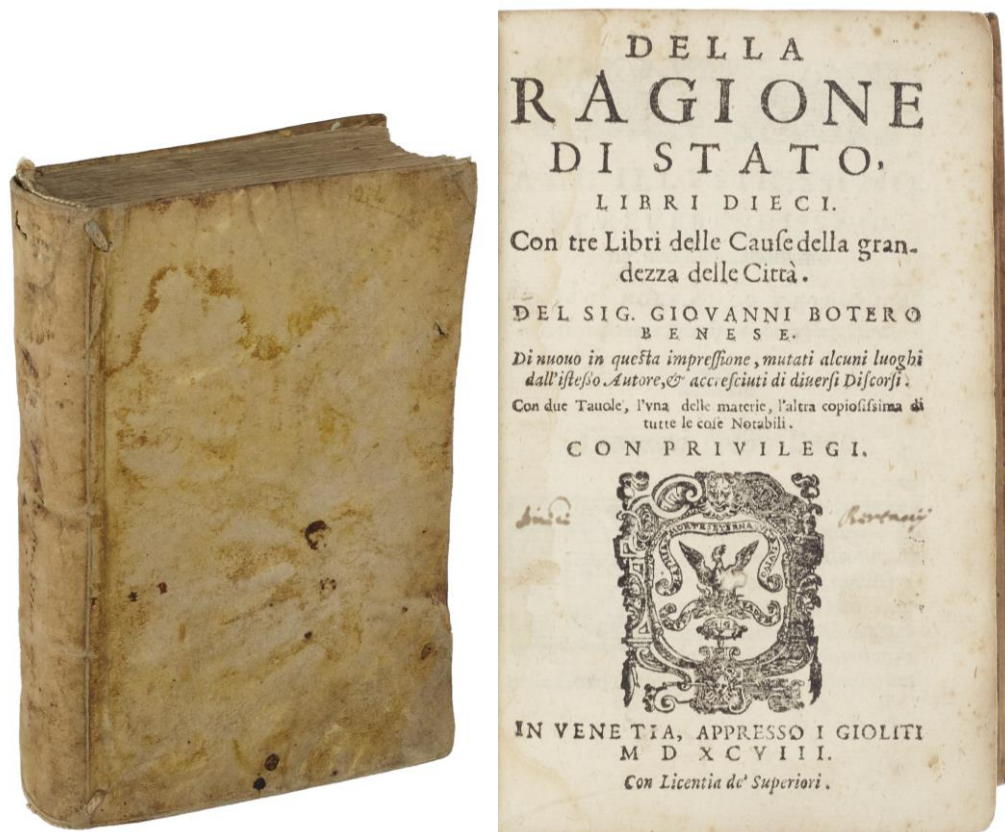 DELLA
RAGIONE
DI STATO,
LIBRI DIECI.
Con tre Libri delle Cauſe della gran-
dezza delle Città.
DEL SIG. GIOVANNI BOTERO
BENESE.
Di nuouo in queſta impreſſione, mutati alcuni luoghi
dall'iſteſſo Autore, & accreſciuti di diuerſi Diſcorſi.
Con due Tauole, l'vna delle materie, l'altra copioſiſſima di
tutte le coſe Notabili.
CON PRIVILEGI.
IN VENETIA, APPRESSO I GIOLITI
M D XCVIII.
Con Licentia de' Superiori.